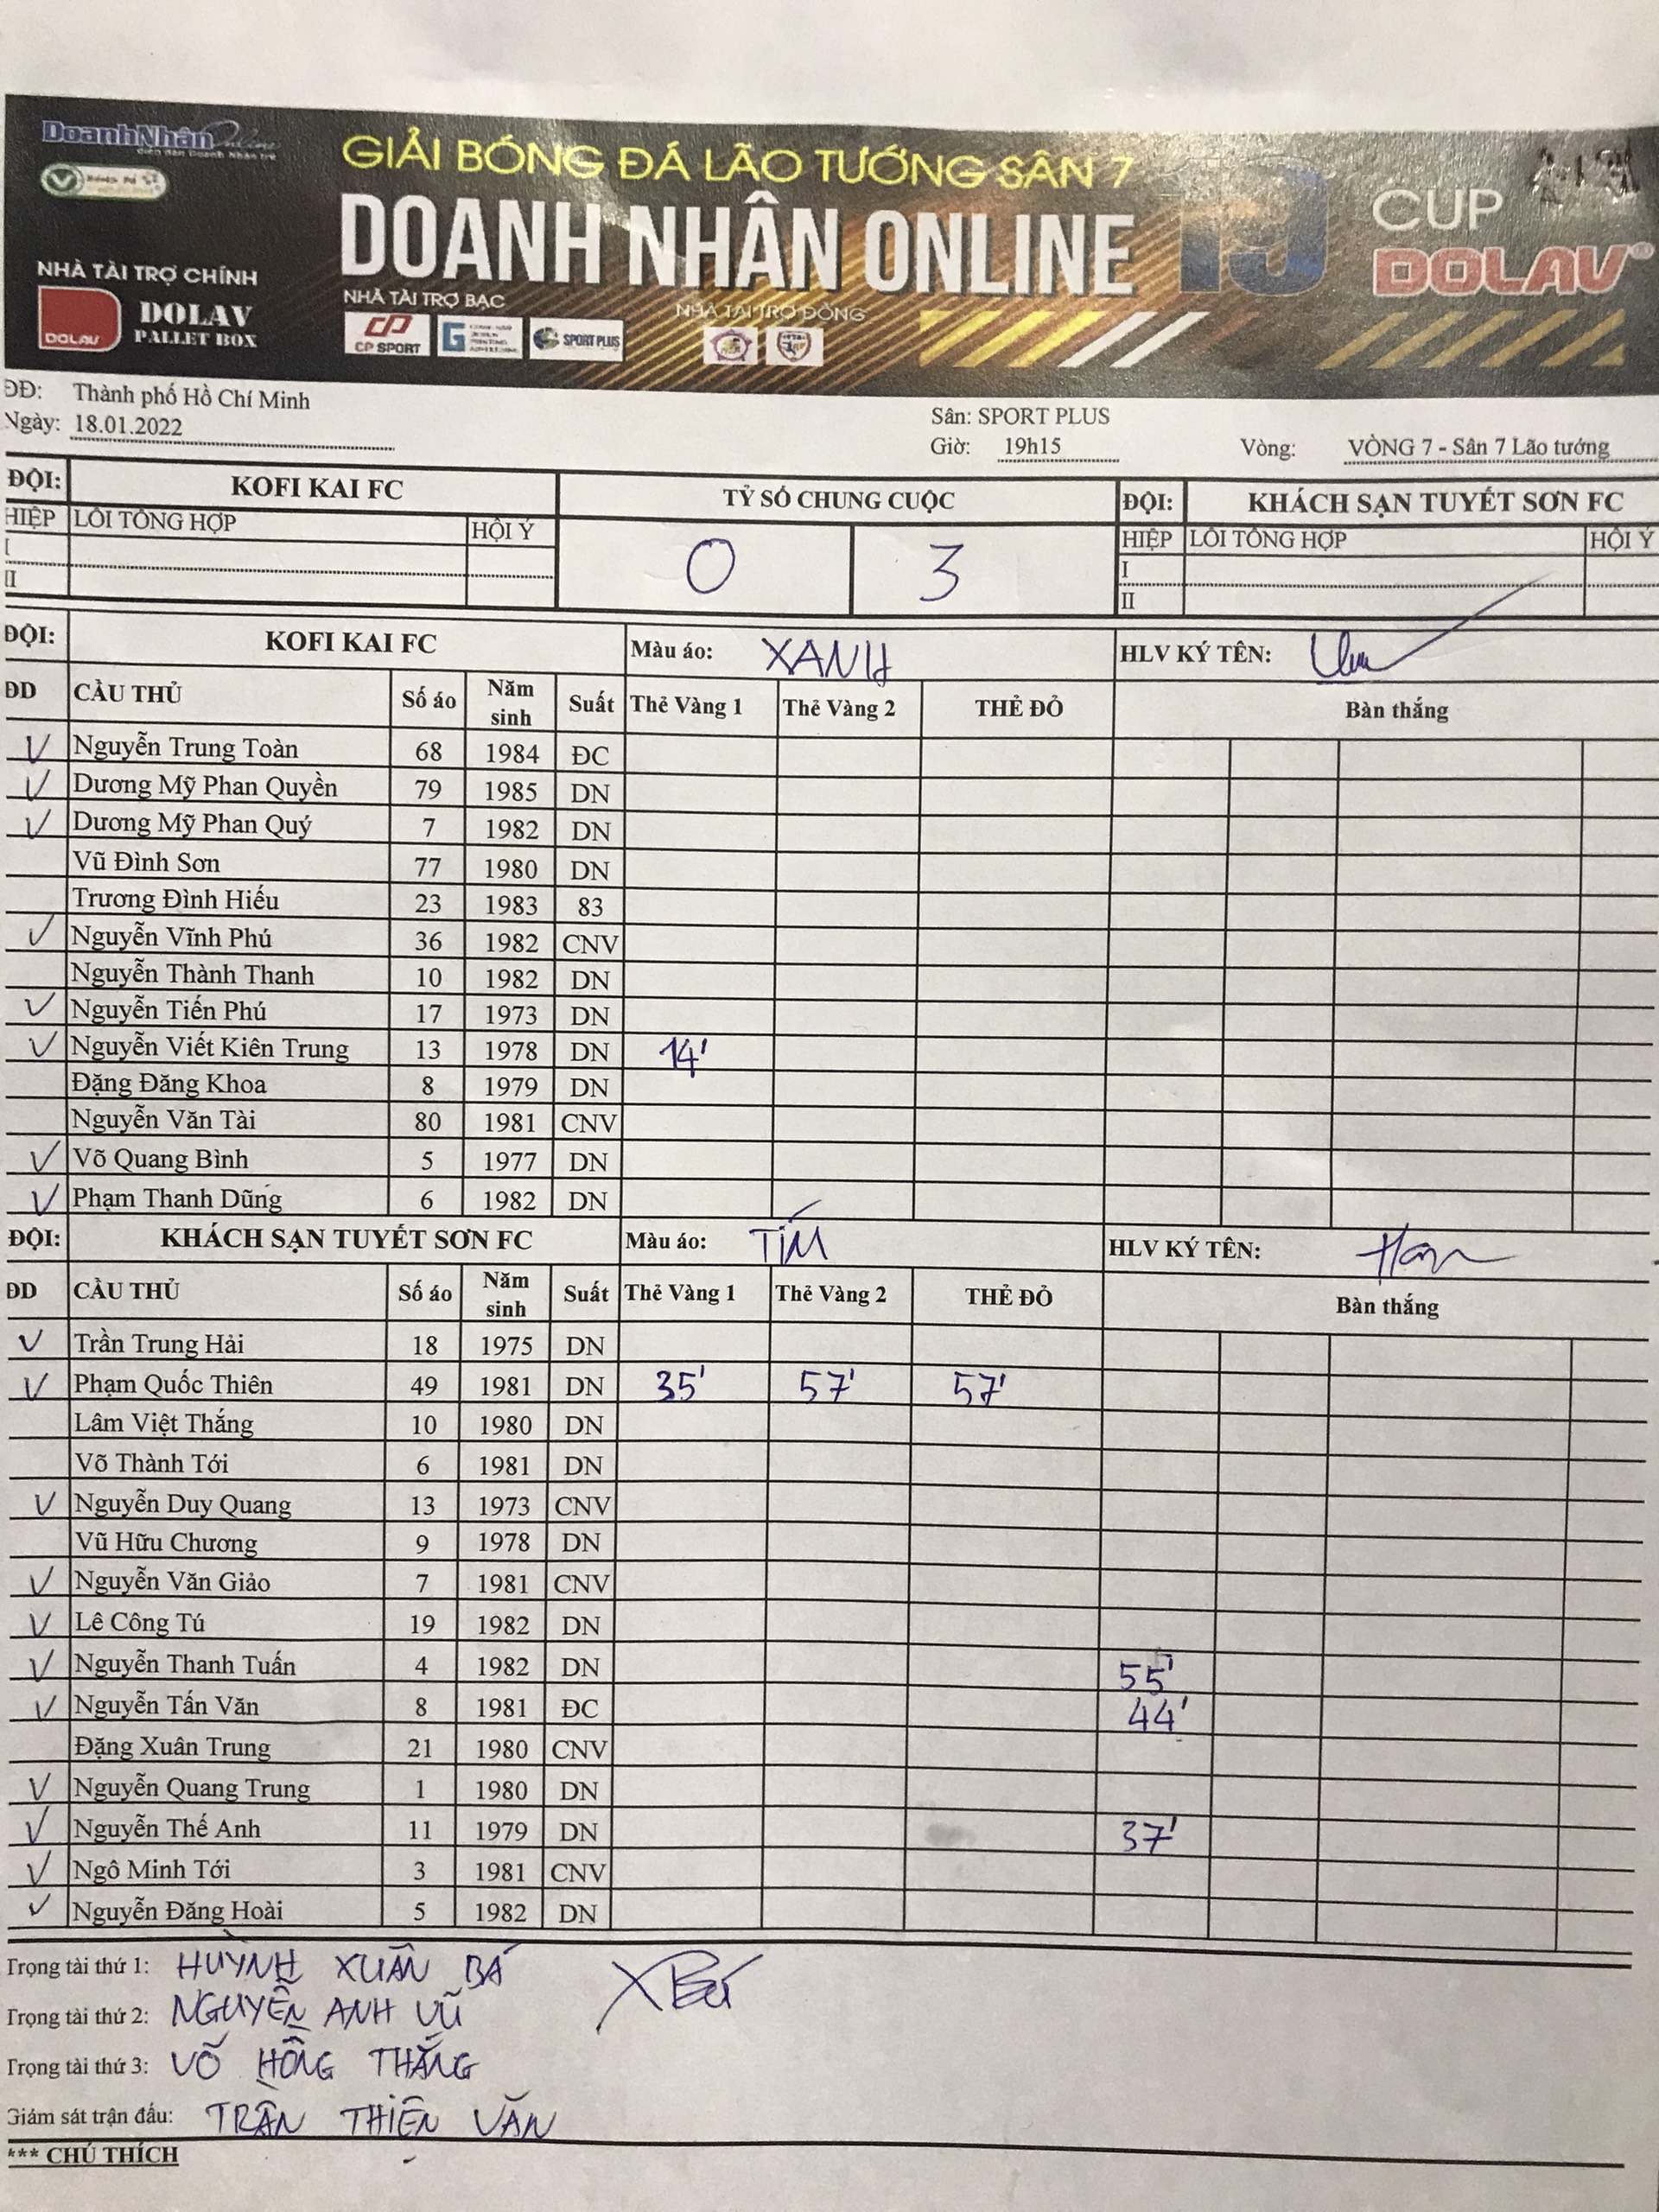 DoanhNhân Online
GIẢI BÓNG ĐÁ LÃO TƯỚNG SÂN 7
DOANH NHÂN ONLINE 19 CUP DOLAV
NHÀ TÀI TRỢ CHÍNH
DOLAV DOLAV PALLET BOX
NHÀ TÀI TRỢ BẠC
CP SPORT SPORT PLUS
NHÀ TÀI TRỢ ĐỒNG
ĐĐ: Thành phố Hồ Chí Minh
Sân: SPORT PLUS
Ngày: 18.01.2022 Giờ: 19h15 Vòng: VÒNG 7 - Sân 7 Lão tướng
ĐỘI: KOFI KAI FC TỶ SỐ CHUNG CUỘC ĐỘI: KHÁCH SẠN TUYẾT SƠN FC
HIỆP LỖI TỔNG HỢP HỘI Ý 0 3 HIỆP LỖI TỔNG HỢP HỘI Ý
I I
II II
ĐỘI: KOFI KAI FC Màu áo: XANH HLV KÝ TÊN:
ĐD CẦU THỦ Số áo Năm sinh Suất Thẻ Vàng 1 Thẻ Vàng 2 THẺ ĐỎ Bàn thắng
V Nguyễn Trung Toàn 68 1984 ĐC
V Dương Mỹ Phan Quyền 79 1985 DN
V Dương Mỹ Phan Quý 7 1982 DN
Vũ Đình Sơn 77 1980 DN
Trương Đình Hiếu 23 1983 83
V Nguyễn Vĩnh Phú 36 1982 CNV
Nguyễn Thành Thanh 10 1982 DN
V Nguyễn Tiến Phú 17 1973 DN
V Nguyễn Viết Kiên Trung 13 1978 DN 14'
Đặng Đăng Khoa 8 1979 DN
Nguyễn Văn Tài 80 1981 CNV
V Võ Quang Bình 5 1977 DN
V Phạm Thanh Dũng 6 1982 DN
ĐỘI: KHÁCH SẠN TUYẾT SƠN FC Màu áo: TÍM HLV KÝ TÊN:
ĐD CẦU THỦ Số áo Năm sinh Suất Thẻ Vàng 1 Thẻ Vàng 2 THẺ ĐỎ Bàn thắng
V Trần Trung Hải 18 1975 DN
V Phạm Quốc Thiên 49 1981 DN 35' 57' 57'
Lâm Việt Thắng 10 1980 DN
Võ Thành Tới 6 1981 DN
V Nguyễn Duy Quang 13 1973 CNV
Vũ Hữu Chương 9 1978 DN
V Nguyễn Văn Giảo 7 1981 CNV
V Lê Công Tú 19 1982 DN
V Nguyễn Thanh Tuấn 4 1982 DN 55'
V Nguyễn Tấn Văn 8 1981 ĐC 44'
Đặng Xuân Trung 21 1980 CNV
V Nguyễn Quang Trung 1 1980 DN
V Nguyễn Thế Anh 11 1979 DN 37'
V Ngô Minh Tới 3 1981 CNV
V Nguyễn Đăng Hoài 5 1982 DN
Trọng tài thứ 1: HUỲNH XUÂN BÁ XBá
Trọng tài thứ 2: NGUYỄN ANH VŨ
Trọng tài thứ 3: VÕ HỒNG THẮNG
Giám sát trận đấu: TRẦN THIỆN VĂN
*** CHÚ THÍCH